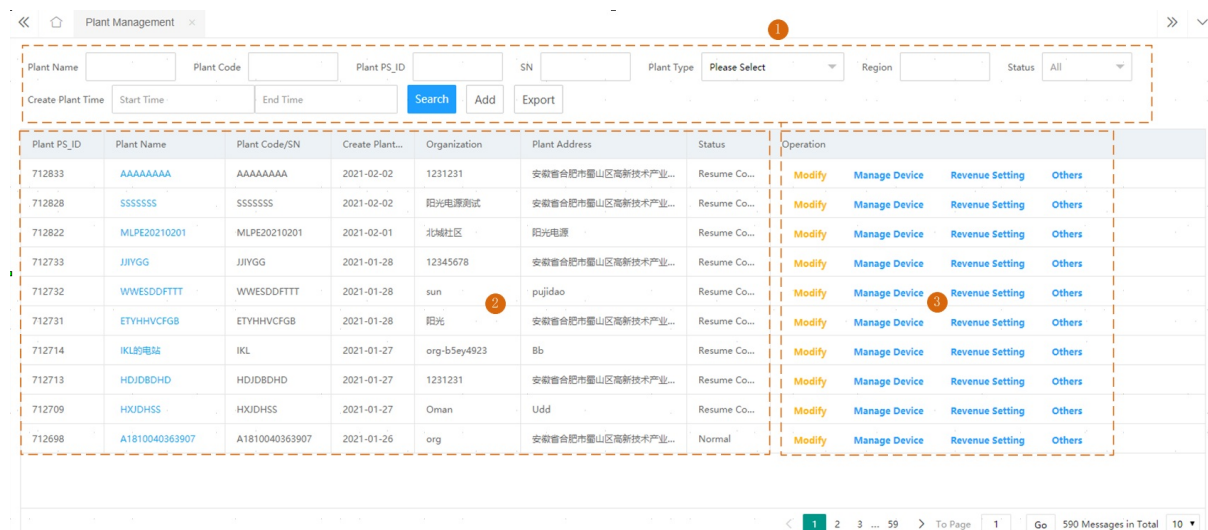 Plant Management ×
1
Plant Name Plant Code Plant PS_ID SN Plant Type Please Select Region Status All
Create Plant Time Start Time End Time Search Add Export
Plant PS_ID Plant Name Plant Code/SN Create Plant... Organization Plant Address Status Operation
712833 AAAAAAAA AAAAAAAA 2021-02-02 1231231 安徽省合肥市蜀山区高新技术产业... Resume Co... Modify Manage Device Revenue Setting Others
712828 SSSSSSS SSSSSSS 2021-02-02 阳光电源测试 安徽省合肥市蜀山区高新技术产业... Resume Co... Modify Manage Device Revenue Setting Others
712822 MLPE20210201 MLPE20210201 2021-02-01 北城社区 阳光电源 Resume Co... Modify Manage Device Revenue Setting Others
712733 JJIYGG JJIYGG 2021-01-28 12345678 安徽省合肥市蜀山区高新技术产业... Resume Co... Modify Manage Device Revenue Setting Others
712732 WWESDDFTTT WWESDDFTTT 2021-01-28 sun pujidao Resume Co... Modify Manage Device Revenue Setting Others
2 3
712731 ETYHHVCFGB ETYHHVCFGB 2021-01-28 阳光 安徽省合肥市蜀山区高新技术产业... Resume Co... Modify Manage Device Revenue Setting Others
712714 IKL的电站 IKL 2021-01-27 org-b5ey4923 Bb Resume Co... Modify Manage Device Revenue Setting Others
712713 HDJDBDHD HDJDBDHD 2021-01-27 1231231 安徽省合肥市蜀山区高新技术产业... Resume Co... Modify Manage Device Revenue Setting Others
712709 HXJDHSS HXJDHSS 2021-01-27 Oman Udd Resume Co... Modify Manage Device Revenue Setting Others
712698 A1810040363907 A1810040363907 2021-01-26 org 安徽省合肥市蜀山区高新技术产业... Normal Modify Manage Device Revenue Setting Others
1 2 3 ... 59 To Page 1 Go 590 Messages in Total 10